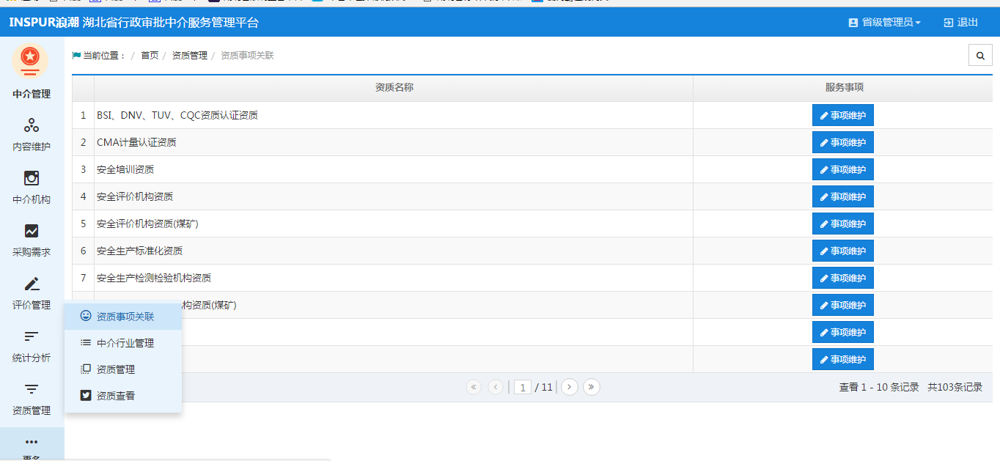 INSPUR浪潮 湖北省行政审批中介服务管理平台
省级管理员
退出
中介管理
内容维护
中介机构
采购需求
评价管理
统计分析
资质管理
当前位置： / 首页 / 资质管理 / 资质事项关联
资质名称 服务事项
1 BSI、DNV、TUV、CQC资质认证资质 事项维护
2 CMA计量认证资质 事项维护
3 安全培训资质 事项维护
4 安全评价机构资质 事项维护
5 安全评价机构资质(煤矿) 事项维护
6 安全生产标准化资质 事项维护
7 安全生产检测检验机构资质 事项维护
构资质(煤矿) 事项维护
事项维护
事项维护
资质事项关联
中介行业管理
资质管理
资质查看
« ‹ 1 / 11 › »
查看 1 - 10 条记录 共103条记录